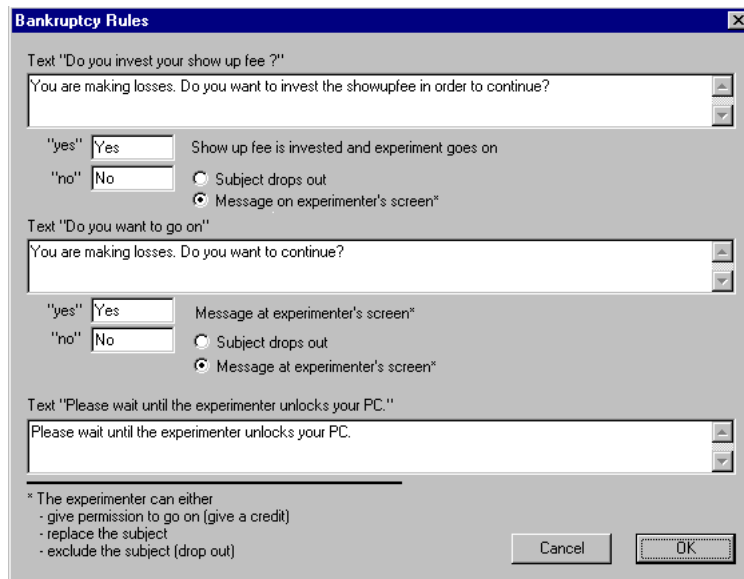 Bankruptcy Rules
Text "Do you invest your show up fee ?"
You are making losses. Do you want to invest the showupfee in order to continue?
"yes" Yes Show up fee is invested and experiment goes on
"no" No Subject drops out
Message on experimenter's screen*
Text "Do you want to go on"
You are making losses. Do you want to continue?
"yes" Yes Message at experimenter's screen*
"no" No Subject drops out
Message at experimenter's screen*
Text "Please wait until the experimenter unlocks your PC."
Please wait until the experimenter unlocks your PC.
* The experimenter can either
- give permission to go on (give a credit)
- replace the subject
- exclude the subject (drop out)
Cancel OK